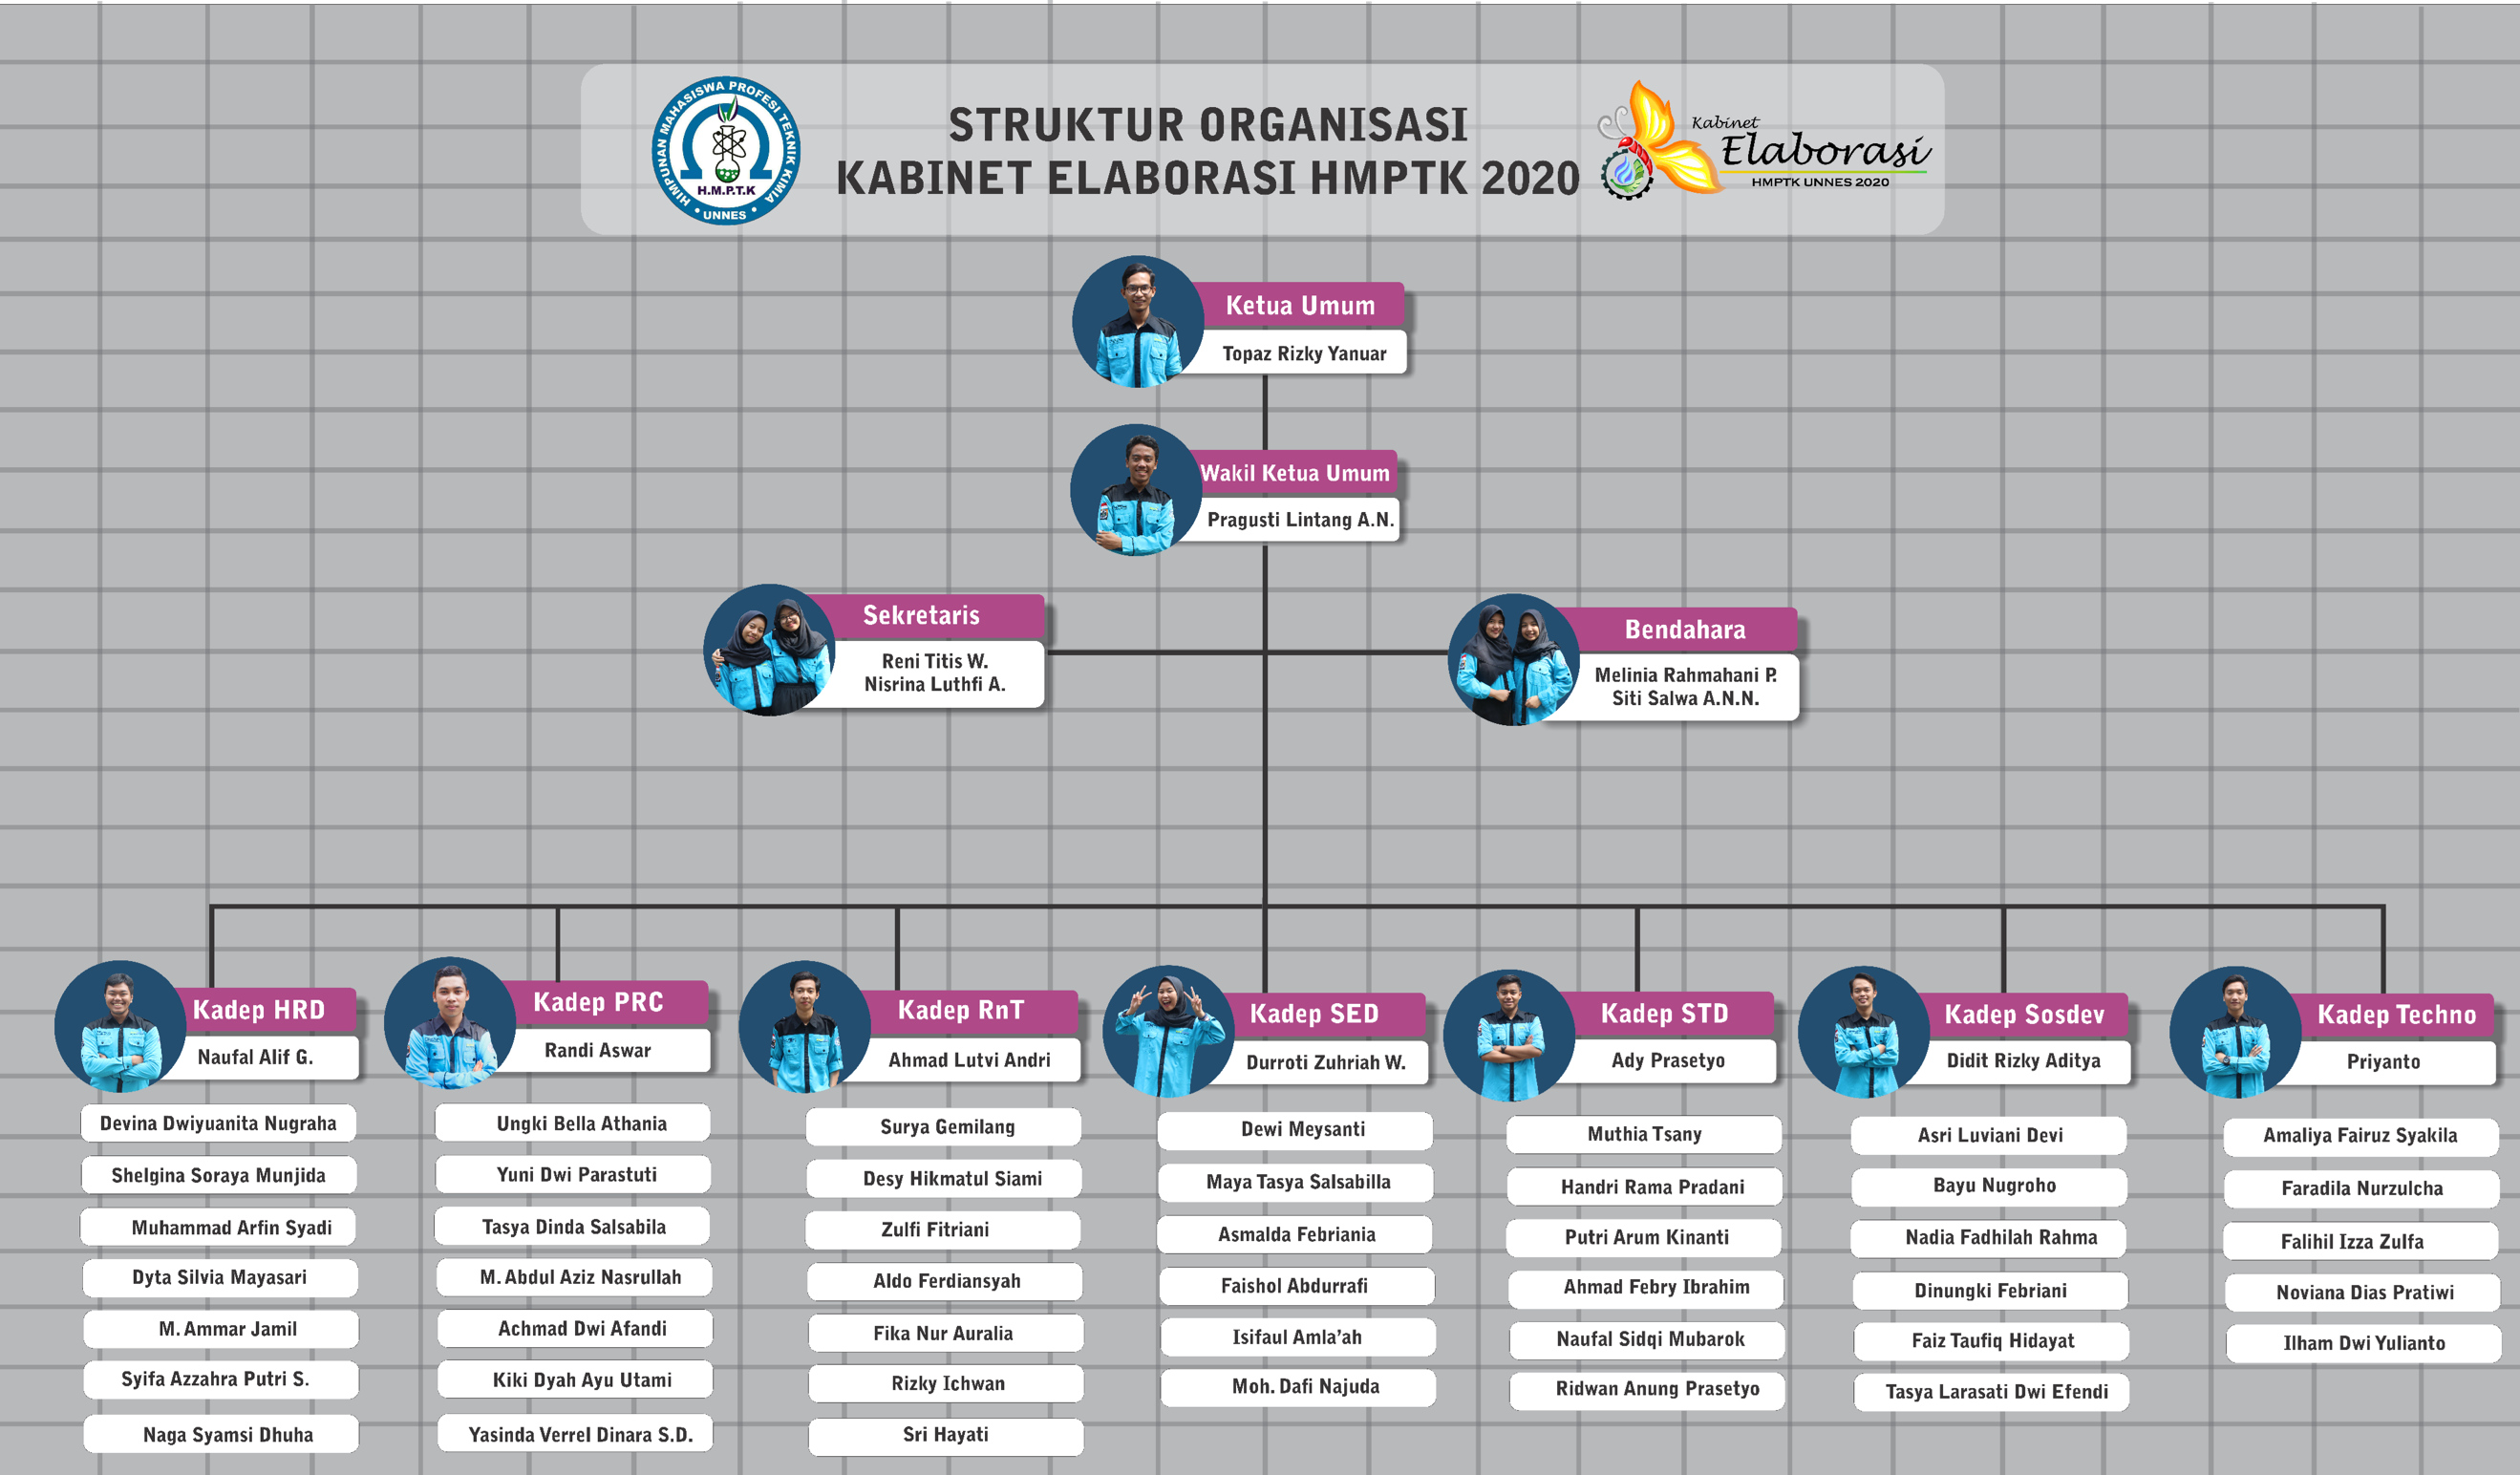 HIMPUNAN MAHASISWA PROFESI TEKNIK KIMIA
H.M.P.T.K
• UNNES •
STRUKTUR ORGANISASI
KABINET ELABORASI HMPTK 2020
Kabinet
Elaborasi
HMPTK UNNES 2020
Ketua Umum
Topaz Rizky Yanuar
Wakil Ketua Umum
Pragusti Lintang A.N.
Sekretaris
Reni Titis W.
Nisrina Luthfi A.
Bendahara
Melinia Rahmahani P.
Siti Salwa A.N.N.
Kadep HRD
Naufal Alif G.
Devina Dwiyuanita Nugraha
Shelgina Soraya Munjida
Muhammad Arfin Syadi
Dyta Silvia Mayasari
M. Ammar Jamil
Syifa Azzahra Putri S.
Naga Syamsi Dhuha
Kadep PRC
Randi Aswar
Ungki Bella Athania
Yuni Dwi Parastuti
Tasya Dinda Salsabila
M. Abdul Aziz Nasrullah
Achmad Dwi Afandi
Kiki Dyah Ayu Utami
Yasinda Verrel Dinara S.D.
Kadep RnT
Ahmad Lutvi Andri
Surya Gemilang
Desy Hikmatul Siami
Zulfi Fitriani
Aldo Ferdiansyah
Fika Nur Auralia
Rizky Ichwan
Sri Hayati
Kadep SED
Durroti Zuhriah W.
Dewi Meysanti
Maya Tasya Salsabilla
Asmalda Febriania
Faishol Abdurrafi
Isifaul Amla’ah
Moh. Dafi Najuda
Kadep STD
Ady Prasetyo
Muthia Tsany
Handri Rama Pradani
Putri Arum Kinanti
Ahmad Febry Ibrahim
Naufal Sidqi Mubarok
Ridwan Anung Prasetyo
Kadep Sosdev
Didit Rizky Aditya
Asri Luviani Devi
Bayu Nugroho
Nadia Fadhilah Rahma
Dinungki Febriani
Faiz Taufiq Hidayat
Tasya Larasati Dwi Efendi
Kadep Techno
Priyanto
Amaliya Fairuz Syakila
Faradila Nurzulcha
Falihil Izza Zulfa
Noviana Dias Pratiwi
Ilham Dwi Yulianto